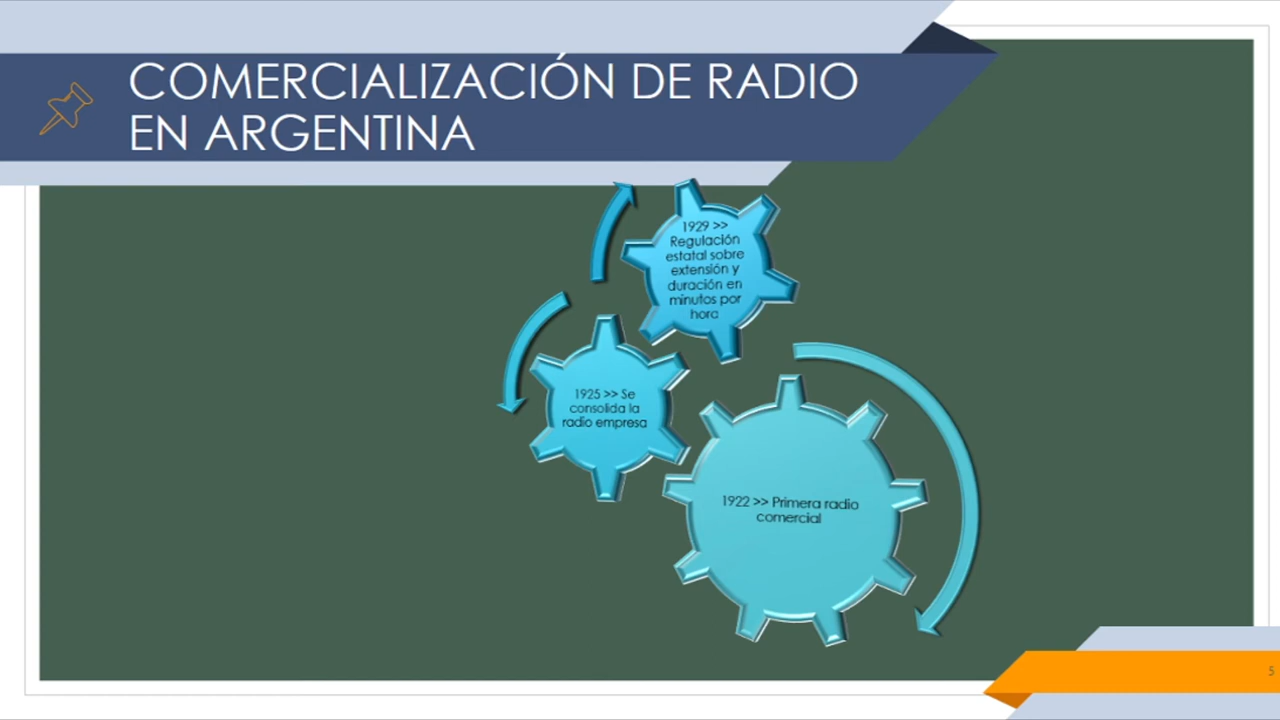 COMERCIALIZACIÓN DE RADIO
EN ARGENTINA
1929 >>
Regulación
estatal sobre
extensión y
duración en
minutos por
hora
1925 >> Se
consolida la
radio empresa
1922 >> Primera radio
comercial
5